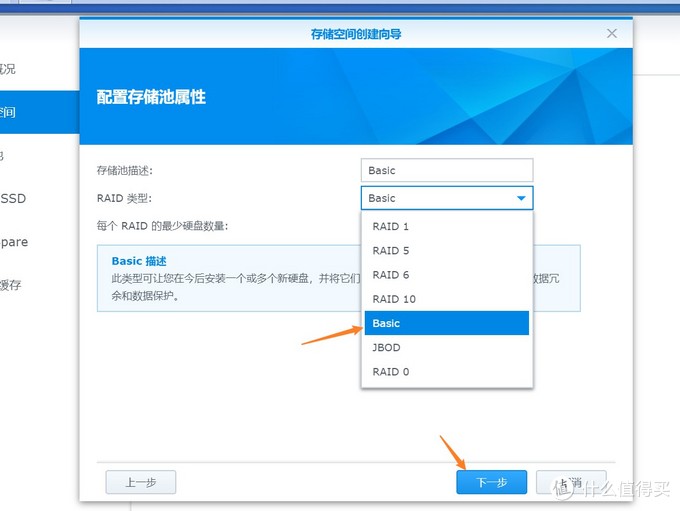 存储空间创建向导
概况
配置存储池属性
空间
存储池描述:
Basic
SSD
RAID 类型:
Basic
每个 RAID 的最少硬盘数量:
RAID 1
pare
RAID 5
Basic 描述
此类型可让您在今后安装一个或多个新硬盘，并将它们
数据冗
余和数据保护。
缓存
RAID 6
RAID 10
Basic
JBOD
RAID 0
上一步
下一步
取消
值 什么值得买